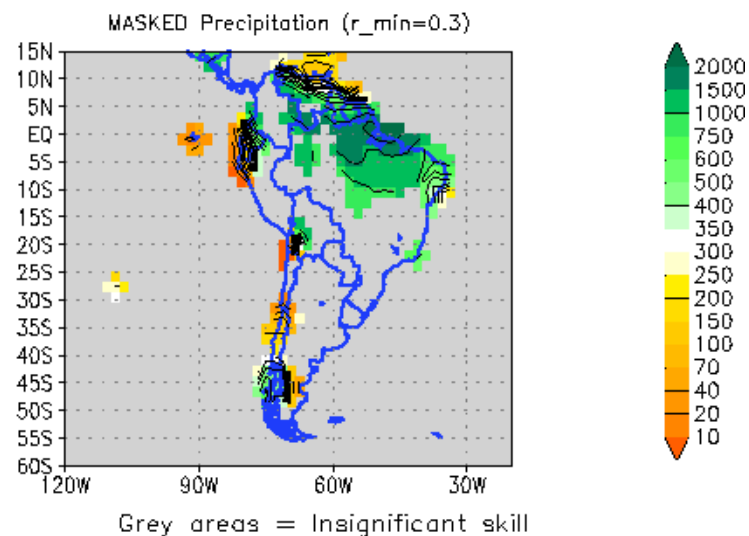 MASKED Precipitation (r_min=0.3)
15N
10N
5N
EQ
5S
10S
15S
20S
25S
30S
35S
40S
45S
50S
55S
60S
120W 90W 60W 30W
2000
1500
1000
750
500
400
350
300
250
200
150
100
70
40
20
10
Grey areas = Insignificant skill